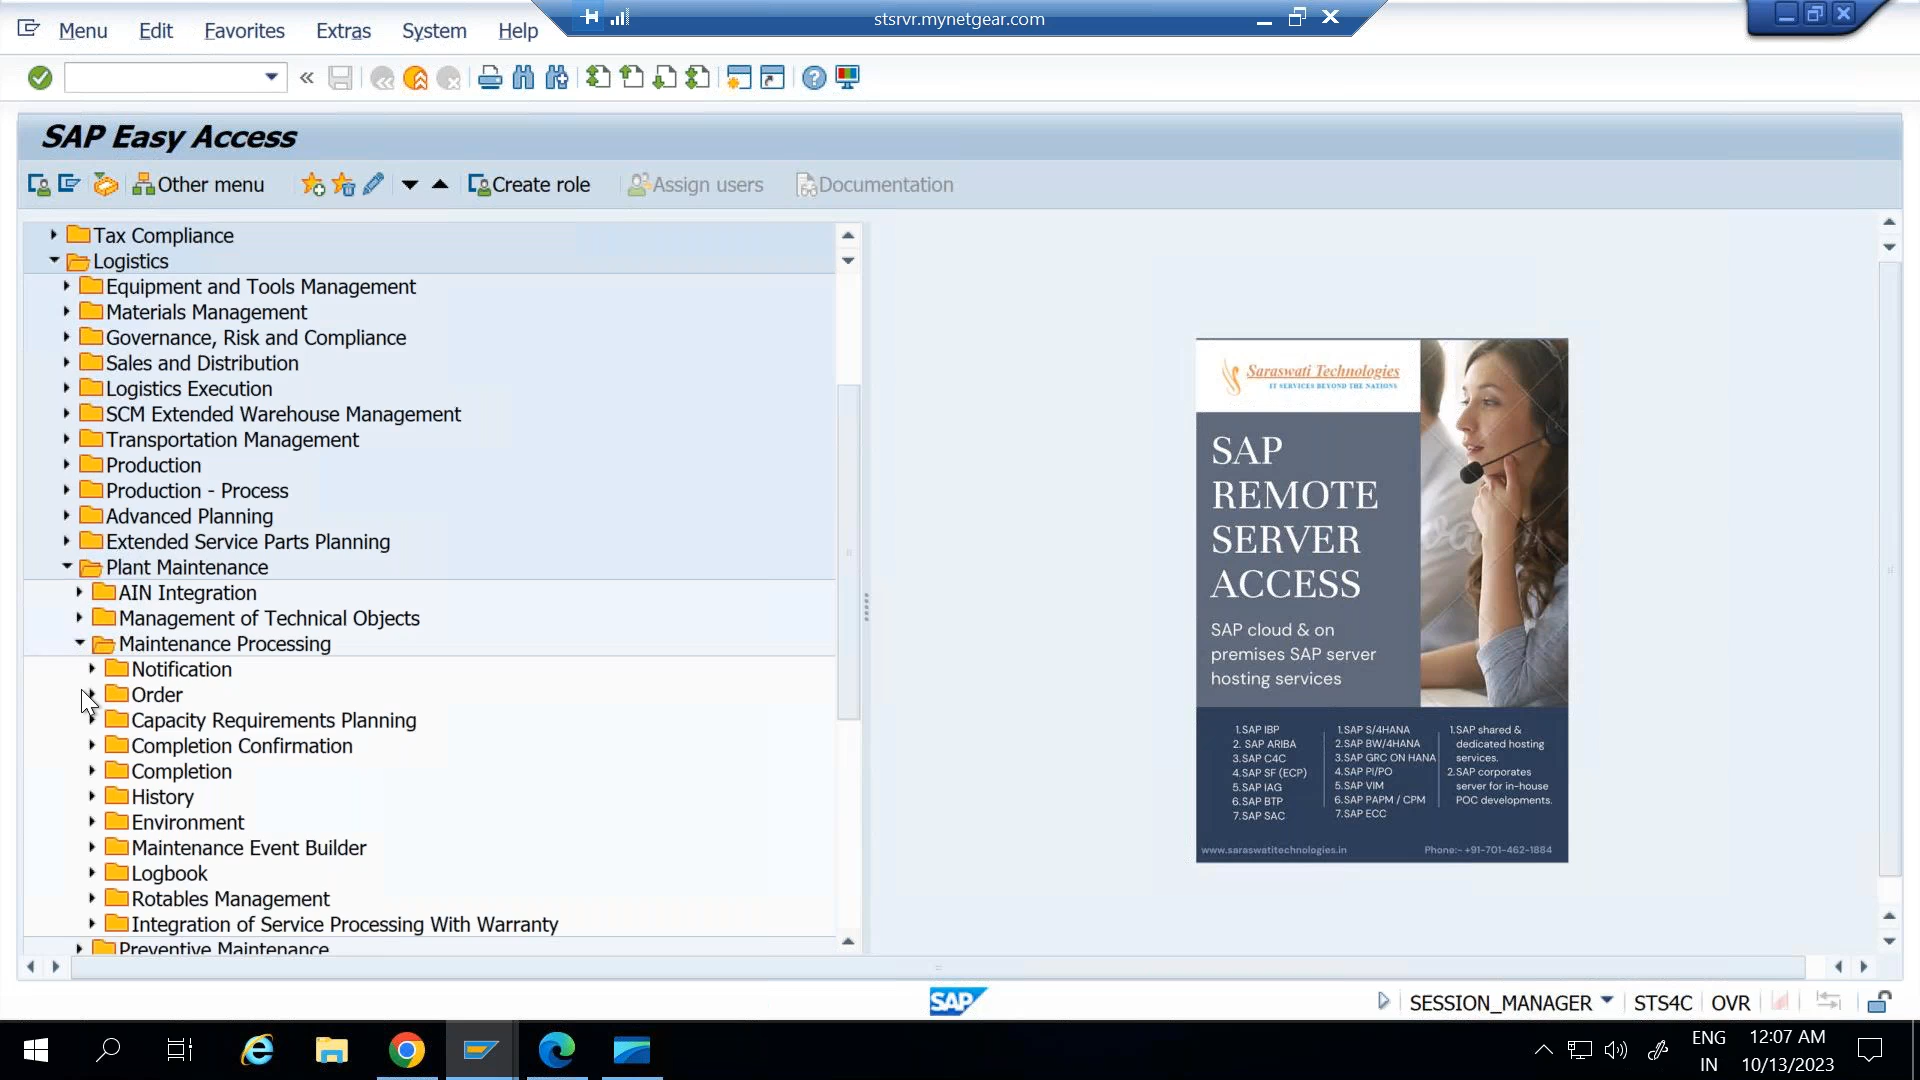 stsrvr.mynetgear.com
Menu Edit Favorites Extras System Help
SAP Easy Access
Other menu Create role Assign users Documentation
Tax Compliance
Logistics
Equipment and Tools Management
Materials Management
Governance, Risk and Compliance
Sales and Distribution
Logistics Execution
SCM Extended Warehouse Management
Transportation Management
Production
Production - Process
Advanced Planning
Extended Service Parts Planning
Plant Maintenance
AIN Integration
Management of Technical Objects
Maintenance Processing
Notification
Order
Capacity Requirements Planning
Completion Confirmation
Completion
History
Environment
Maintenance Event Builder
Logbook
Rotables Management
Integration of Service Processing With Warranty
Preventive Maintenance
Saraswati Technologies
IT SERVICES BEYOND THE NATIONS
SAP
REMOTE
SERVER
ACCESS
SAP cloud & on
premises SAP server
hosting services
1.SAP IBP
2. SAP ARIBA
3.SAP C4C
4.SAP SF (ECP)
5.SAP IAG
6.SAP BTP
7.SAP SAC
1.SAP S/4HANA
2.SAP BW/4HANA
3.SAP GRC ON HANA
4.SAP PI/PO
5.SAP VIM
6.SAP PAPM / CPM
7.SAP ECC
1.SAP shared &
dedicated hosting
services.
2.SAP corporates
server for in-house
POC developments.
www.saraswatitechnologies.in Phone:- +91-701-462-1884
SAP
SESSION_MANAGER STS4C OVR
ENG
IN
12:07 AM
10/13/2023